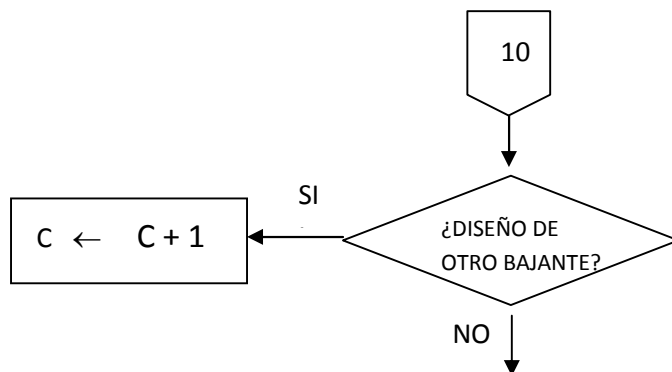 10
SI
C ← C + 1
¿DISEÑO DE
OTRO BAJANTE?
NO